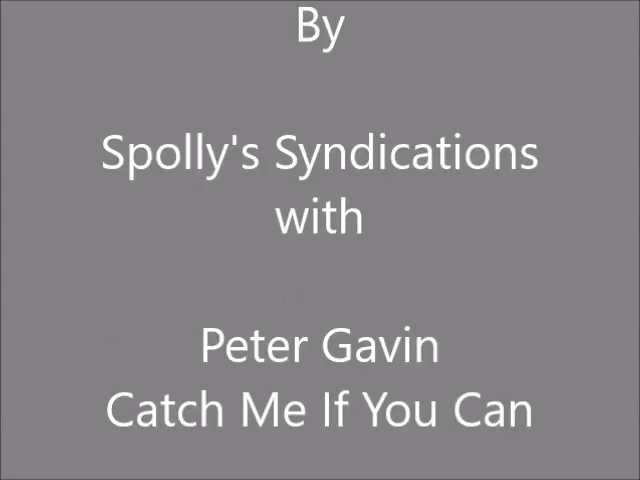 By
Spolly's Syndications
with
Peter Gavin
Catch Me If You Can